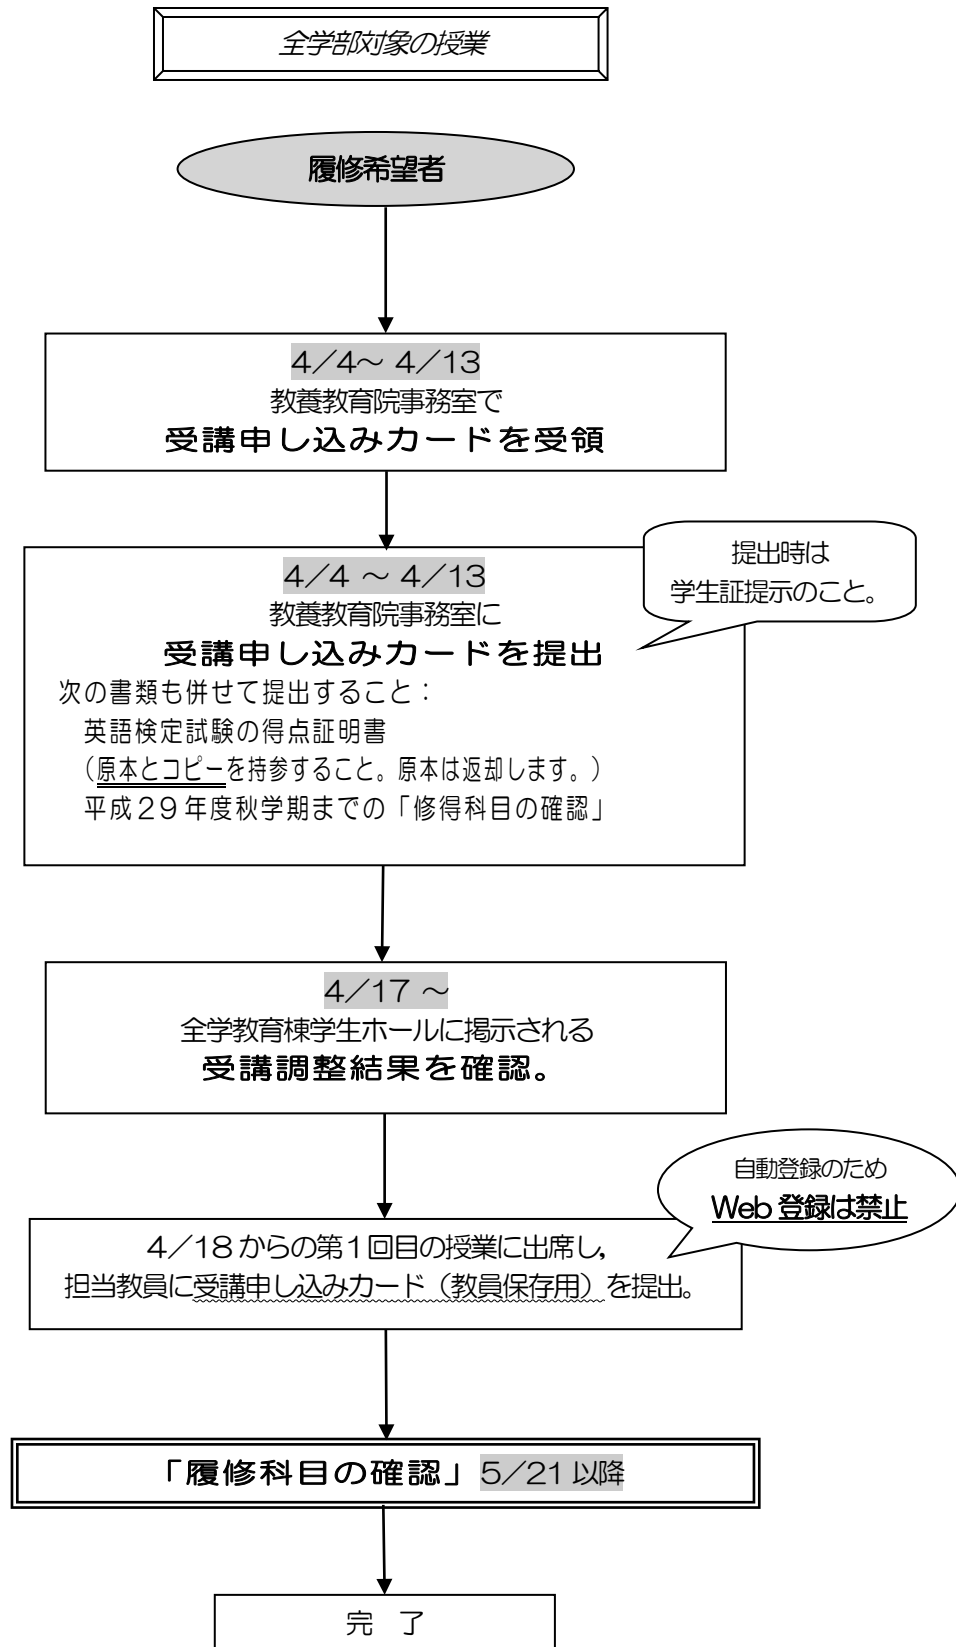 全学部対象の授業
履修希望者
4／4～ 4／13
教養教育院事務室で
受講申し込みカードを受領
提出時は
学生証提示のこと。
4／4 ～ 4／13
教養教育院事務室に
受講申し込みカードを提出
次の書類も併せて提出すること：
英語検定試験の得点証明書
（原本とコピーを持参すること。原本は返却します。）
平成２９年度秋学期までの「修得科目の確認」
4／17 ～
全学教育棟学生ホールに掲示される
受講調整結果を確認。
自動登録のため
Web 登録は禁止
4／18 からの第１回目の授業に出席し、
担当教員に受講申し込みカード（教員保存用）を提出。
「履修科目の確認」 5／21 以降
完 了